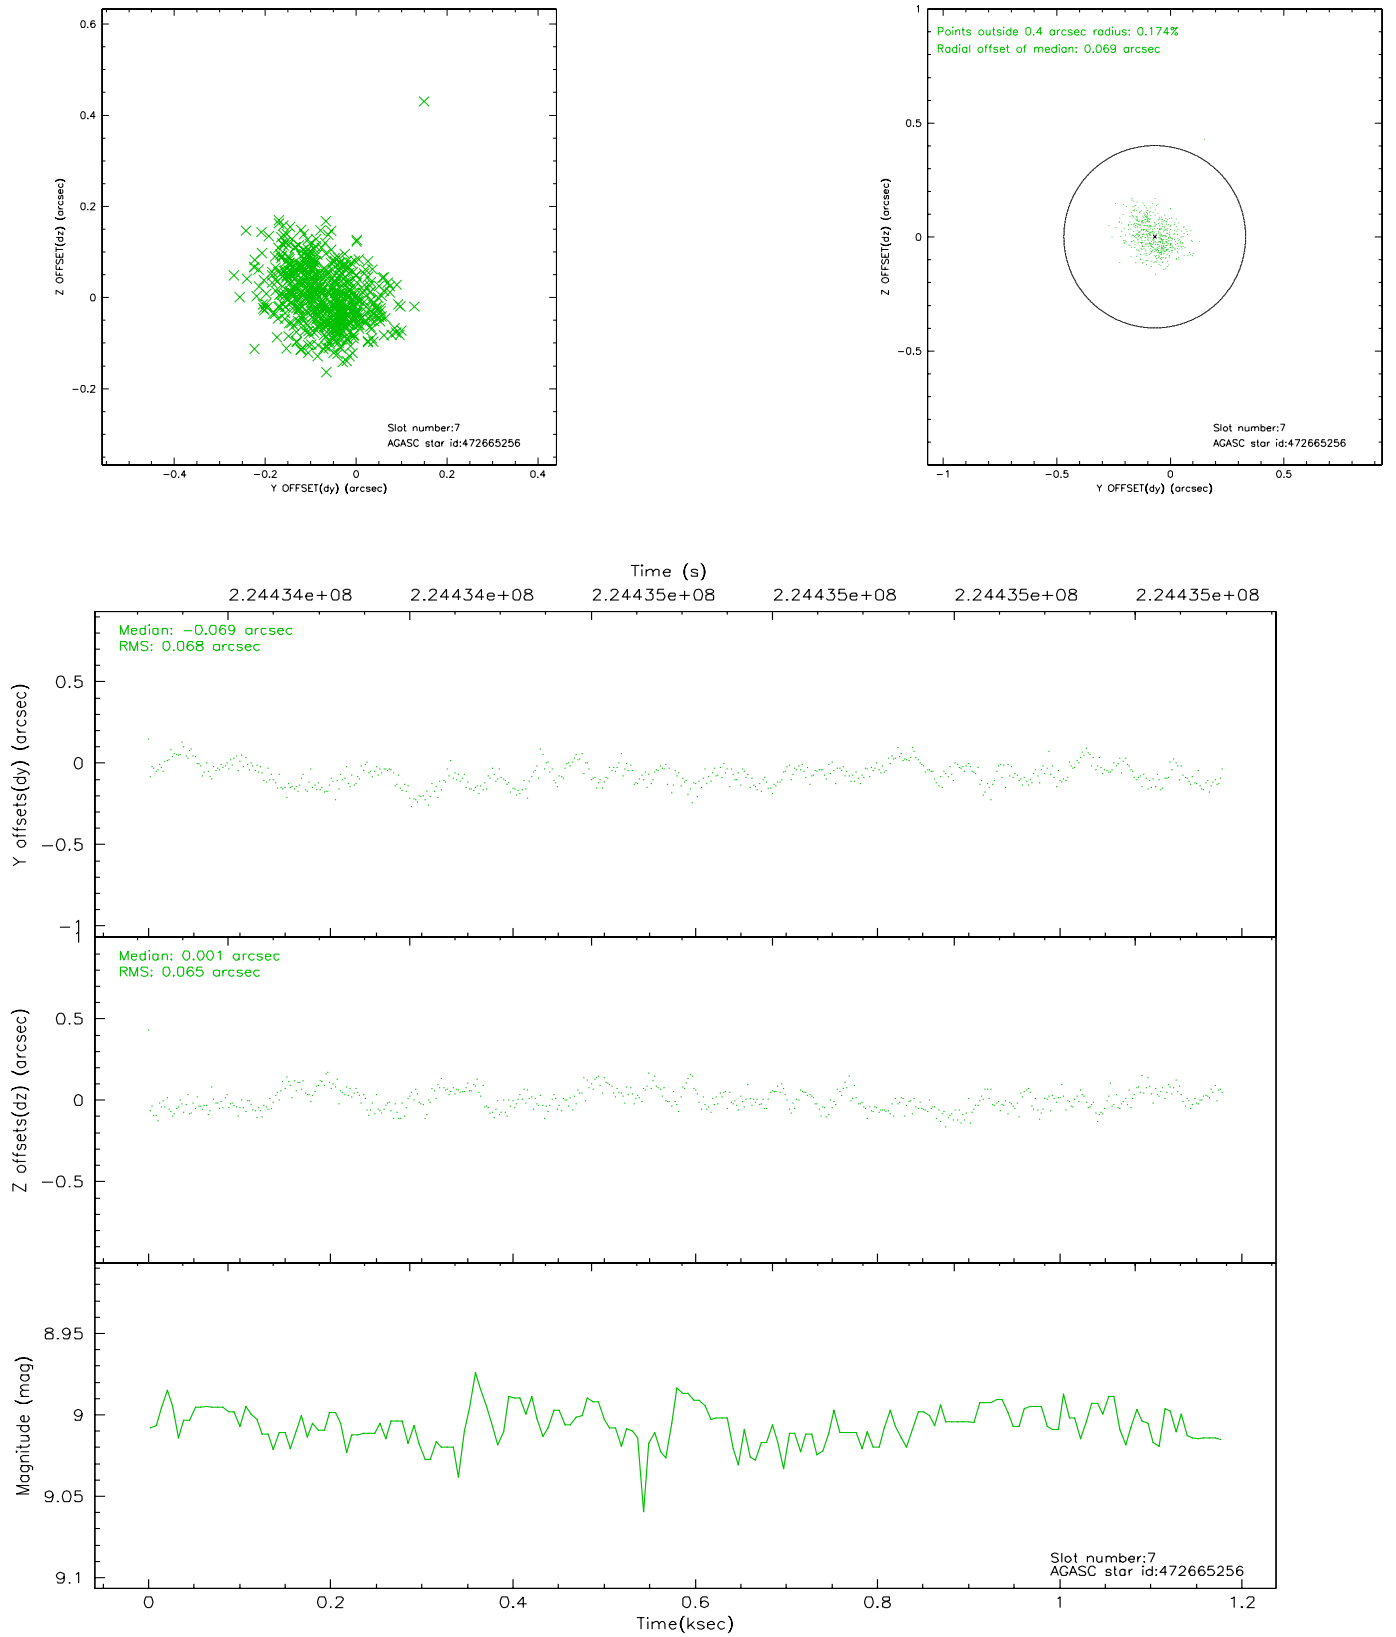 0.6
0.4
0.2
0
-0.2
-0.4
-0.2
0
0.2
0.4
Z OFFSET(dz) (arcsec)
Y OFFSET(dy) (arcsec)
Slot number:7
AGASC star id:472665256
Points outside 0.4 arcsec radius: 0.174%
Radial offset of median: 0.069 arcsec
1
0.5
0
-0.5
-1
-0.5
0
0.5
Z OFFSET(dz) (arcsec)
Y OFFSET(dy) (arcsec)
Slot number:7
AGASC star id:472665256
Time (s)
2.24434e+08 2.24434e+08 2.24435e+08 2.24435e+08 2.24435e+08 2.24435e+08
Median: -0.069 arcsec
RMS: 0.068 arcsec
0.5
0
-0.5
-1
Y offsets(dy) (arcsec)
1
Median: 0.001 arcsec
RMS: 0.065 arcsec
0.5
0
-0.5
Z offsets(dz) (arcsec)
8.95
9
9.05
9.1
Magnitude (mag)
Slot number:7
AGASC star id:472665256
0 0.2 0.4 0.6 0.8 1 1.2
Time(ksec)